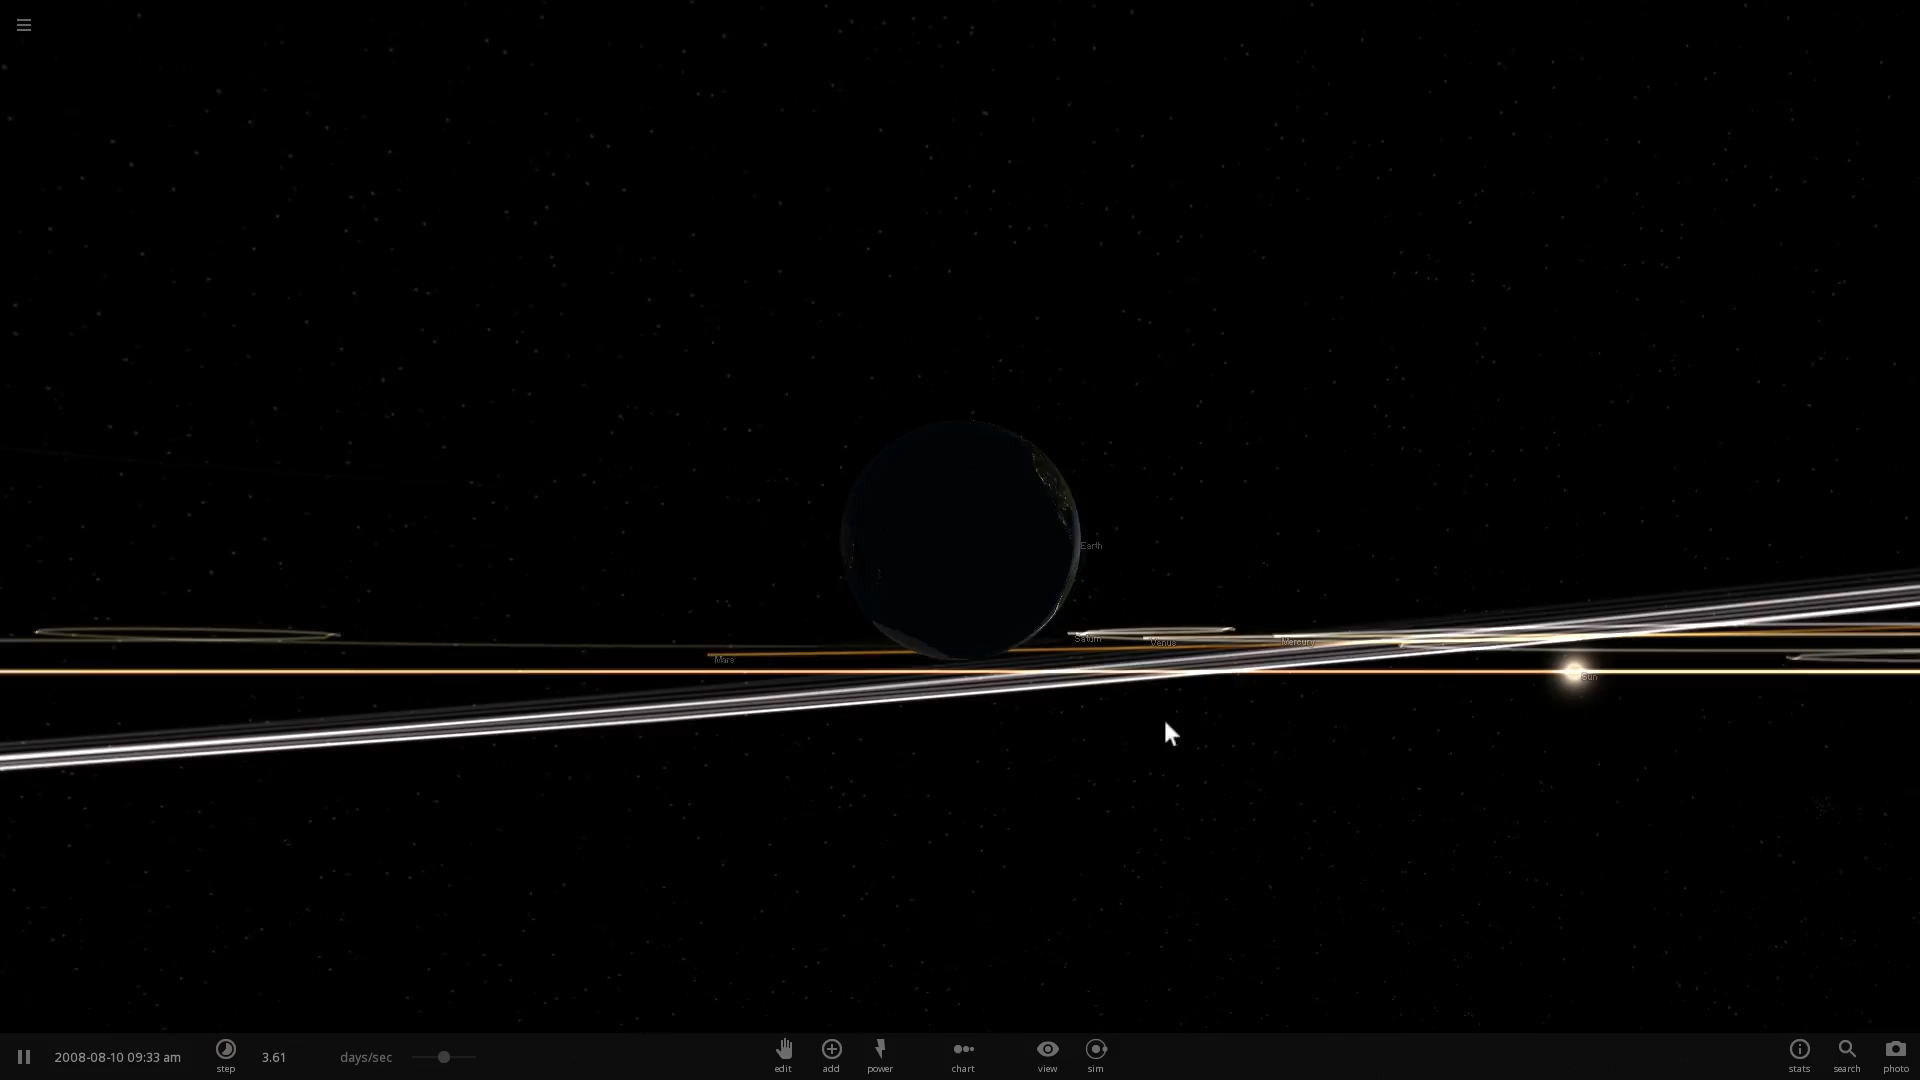 Earth
Saturn
Venus
Mercury
Mars
Sun
2008-08-10 09:33 am
step
3.61
days/sec
edit
add
power
chart
view
sim
stats
search
photo